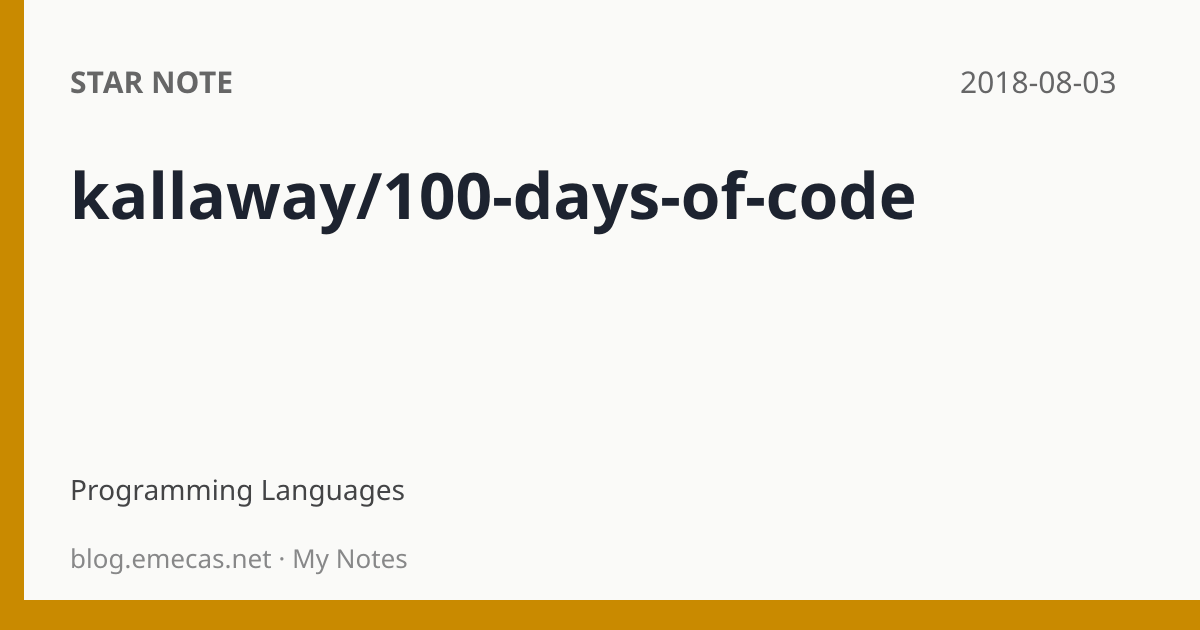 STAR NOTE
2018-08-03
kallaway/100-days-of-code
Programming Languages
blog.emecas.net · My Notes